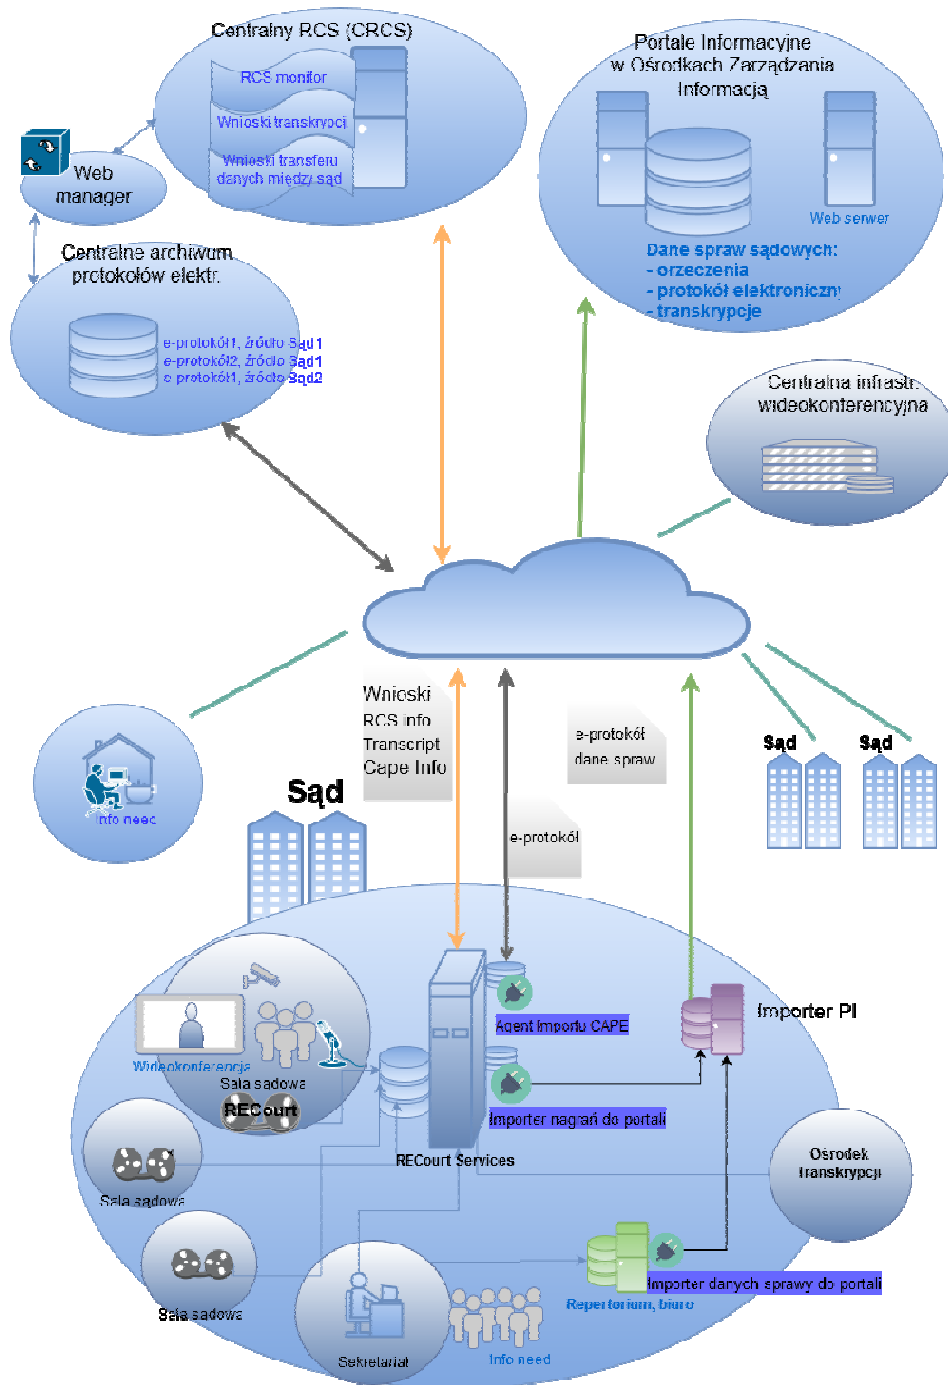 Centralny RCS (CRCS)
RCS monitor
Wnioski transkrypcji
Wnioski transferu
danych między sąd
Portale Informacyjne
w Ośrodkach Zarządzania
Informacją
Web serwer
Dane spraw sądowych:
- orzeczenia
- protokół elektroniczny
- transkrypcje
Web
manager
Centralne archiwum
protokołów elektr.
e-protokół1, źródło Sąd1
e-protokół2, źródło Sąd1
e-protokół1, źródło Sąd2
Centralna infrastr.
wideokonferencyjna
Wnioski
RCS info
Transcript
Cape Info
e-protokół
dane spraw
e-protokół
Info need
Sąd
Sąd
Sąd
Wideokonferencja
Sala sądowa
RECourt
Agent Importu CAPE
Importer PI
Importer nagrań do portali
RECourt Services
Ośrodek
transkrypcji
Sala sądowa
Sala sądowa
Importer danych sprawy do portali
Repertorium, biuro
Sekretariat
Info need